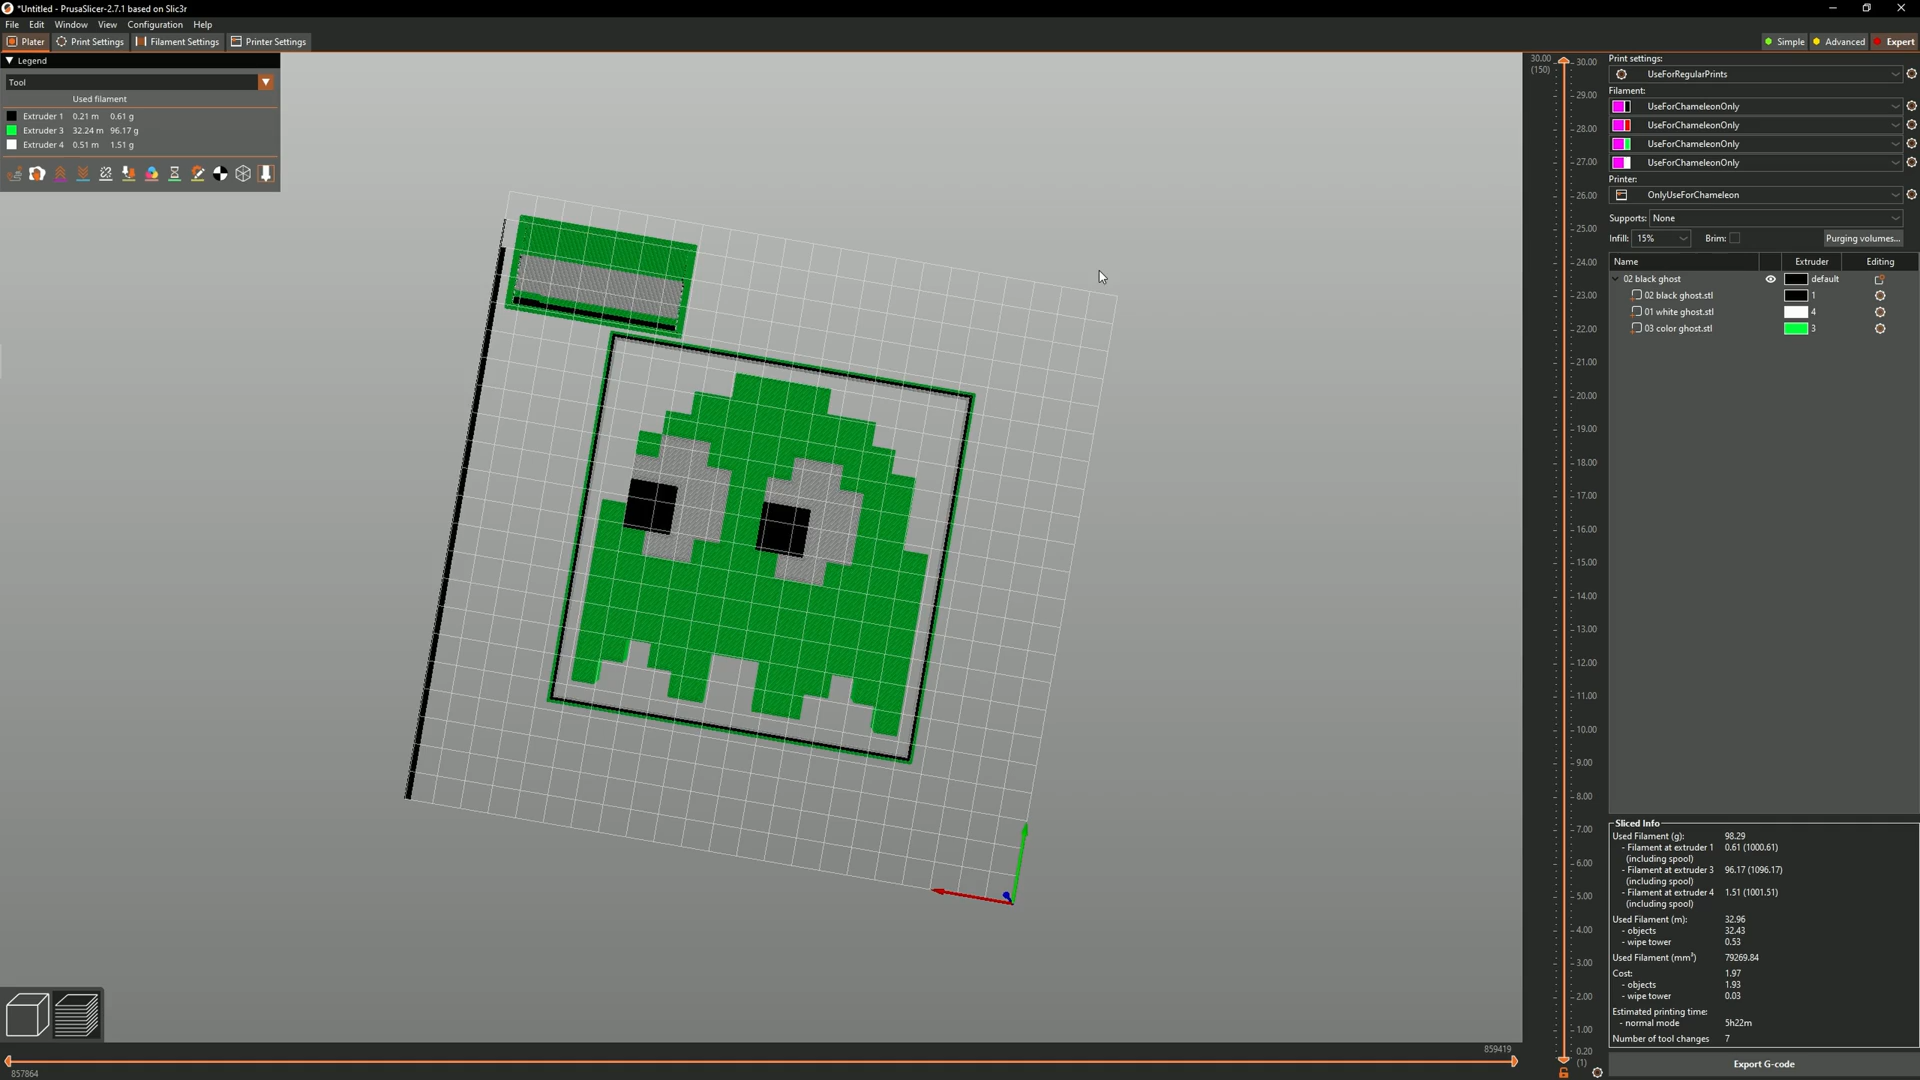 *Untitled - PrusaSlicer-2.7.1 based on Slic3r
File Edit Window View Configuration Help
Plater Print Settings Filament Settings Printer Settings
Simple Advanced Expert
Legend
Tool
Used filament
Extruder 1 0.21 m 0.61 g
Extruder 3 32.24 m 96.17 g
Extruder 4 0.51 m 1.51 g
30.00
(150)
30.00
29.00
28.00
27.00
26.00
25.00
24.00
23.00
22.00
21.00
20.00
19.00
18.00
17.00
16.00
15.00
14.00
13.00
12.00
11.00
10.00
9.00
8.00
7.00
6.00
5.00
4.00
3.00
2.00
1.00
0.20
(1)
Print settings:
UseForRegularPrints
Filament:
UseForChameleonOnly
UseForChameleonOnly
UseForChameleonOnly
UseForChameleonOnly
Printer:
OnlyUseForChameleon
Supports: None
Infill: 15% Brim: Purging volumes...
Name Extruder Editing
02 black ghost default
02 black ghost.stl 1
01 white ghost.stl 4
03 color ghost.stl 3
Sliced Info
Used Filament (g): 98.29
- Filament at extruder 1 0.61 (1000.61)
(including spool)
- Filament at extruder 3 96.17 (1096.17)
(including spool)
- Filament at extruder 4 1.51 (1001.51)
(including spool)
Used Filament (m): 32.96
- objects 32.43
- wipe tower 0.53
Used Filament (mm³) 79269.84
Cost: 1.97
- objects 1.93
- wipe tower 0.03
Estimated printing time:
- normal mode 5h22m
Number of tool changes 7
Export G-code
859419
857864